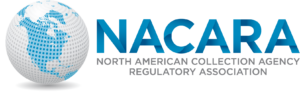 NACARA
NORTH AMERICAN COLLECTION AGENCY
REGULATORY ASSOCIATION